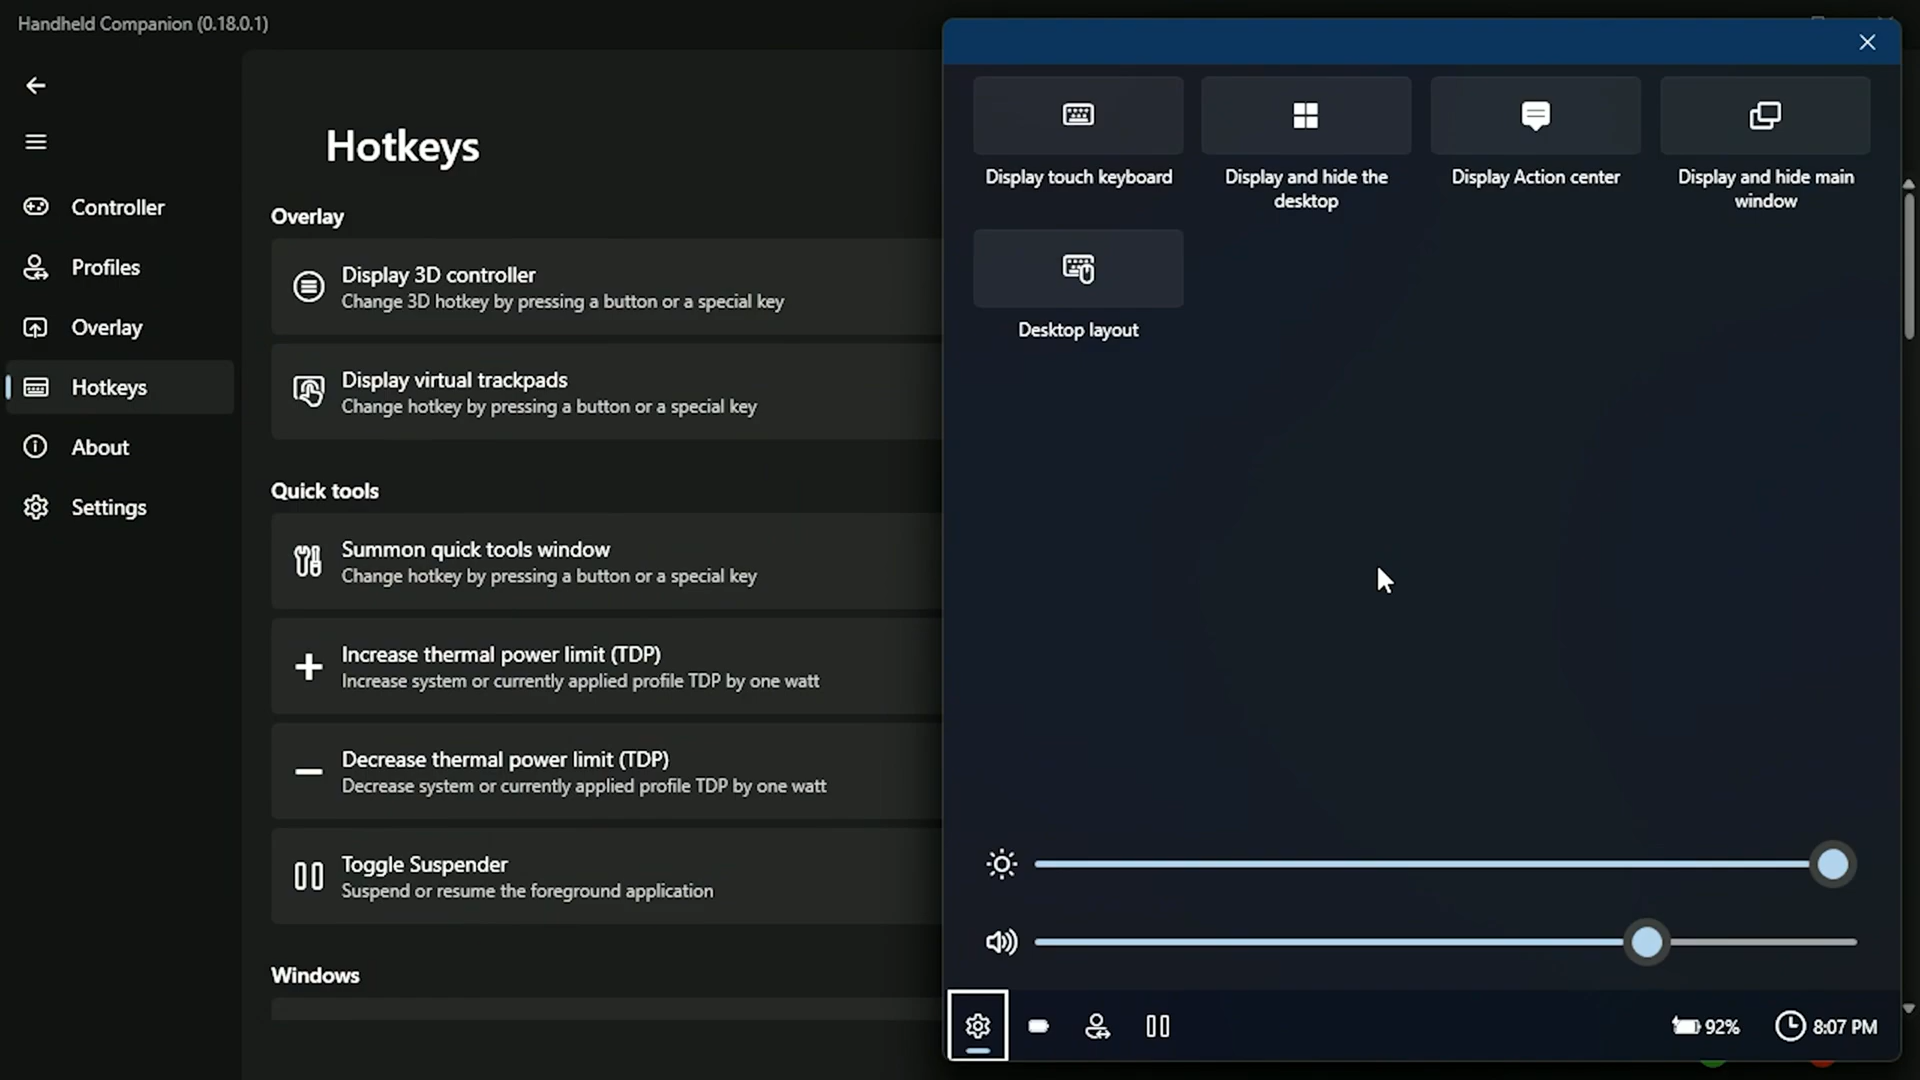 Handheld Companion (0.18.0.1)
Controller
Profiles
Overlay
Hotkeys
About
Settings
Hotkeys
Overlay
Display 3D controller
Change 3D hotkey by pressing a button or a special key
Display virtual trackpads
Change hotkey by pressing a button or a special key
Quick tools
Summon quick tools window
Change hotkey by pressing a button or a special key
Increase thermal power limit (TDP)
Increase system or currently applied profile TDP by one watt
Decrease thermal power limit (TDP)
Decrease system or currently applied profile TDP by one watt
Toggle Suspender
Suspend or resume the foreground application
Windows
Display touch keyboard
Display and hide the
desktop
Display Action center
Display and hide main
window
Desktop layout
92%
8:07 PM